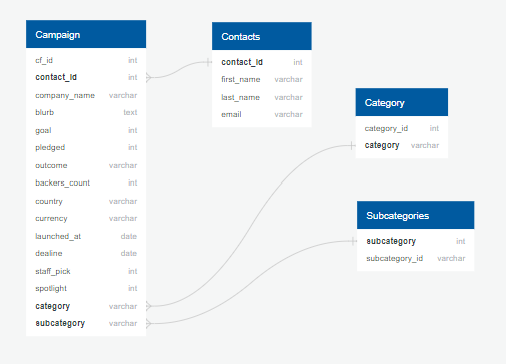 Campaign
cf_id int
contact_id int
company_name varchar
blurb text
goal int
pledged int
outcome varchar
backers_count int
country varchar
currency varchar
launched_at date
dealine date
staff_pick int
spotlight int
category varchar
subcategory varchar
Contacts
contact_id int
first_name varchar
last_name varchar
email varchar
Category
category_id int
category varchar
Subcategories
subcategory int
subcategory_id varchar